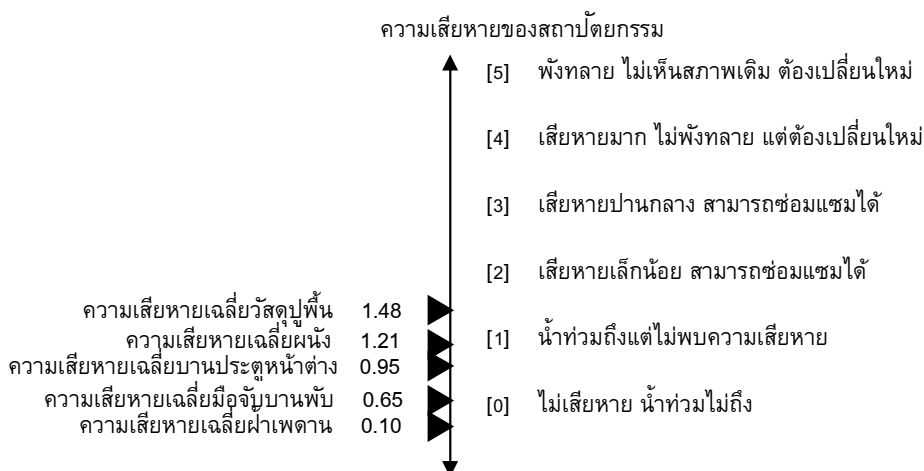 ความเสียหายของสถาปัตยกรรม
[5] พังทลาย ไม่เห็นสภาพเดิม ต้องเปลี่ยนใหม่
[4] เสียหายมาก ไม่พังทลาย แต่ต้องเปลี่ยนใหม่
[3] เสียหายปานกลาง สามารถซ่อมแซมได้
[2] เสียหายเล็กน้อย สามารถซ่อมแซมได้
ความเสียหายเฉลี่ยวัสดุปูพื้น 1.48
ความเสียหายเฉลี่ยผนัง 1.21
[1] น้ำท่วมถึงแต่ไม่พบความเสียหาย
ความเสียหายเฉลี่ยบานประตูหน้าต่าง 0.95
ความเสียหายเฉลี่ยมือจับบานพับ 0.65
[0] ไม่เสียหาย น้ำท่วมไม่ถึง
ความเสียหายเฉลี่ยฝ้าเพดาน 0.10